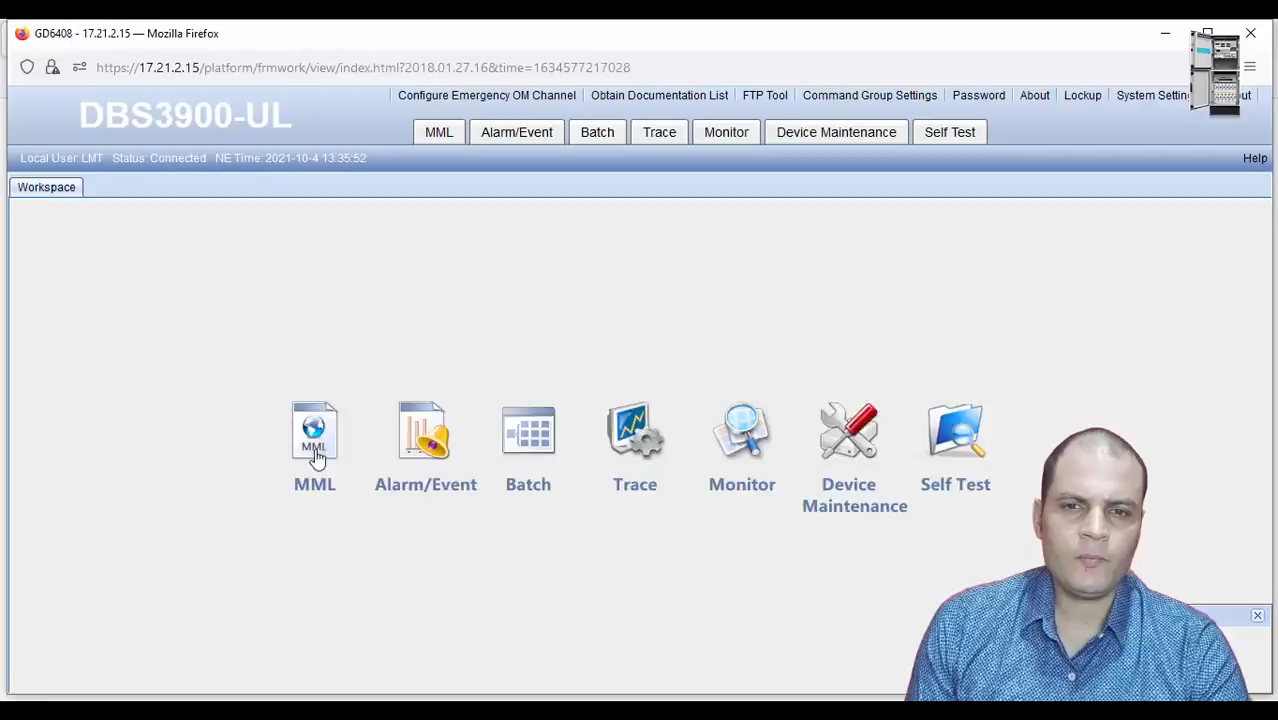 GD6408 - 17.21.2.15 — Mozilla Firefox
https://17.21.2.15/platform/frmwork/view/index.html?2018.01.27.16&time=1634577217028
Configure Emergency OM Channel Obtain Documentation List FTP Tool Command Group Settings Password About Lockup System out
DBS3900-UL
MML Alarm/Event Batch Trace Monitor Device Maintenance Self Test
Local User: LMT Status: Connected NE Time: 2021-10-4 13:35:52 Help
Workspace
MML
MML Alarm/Event Batch Trace Monitor Device Maintenance Self Test